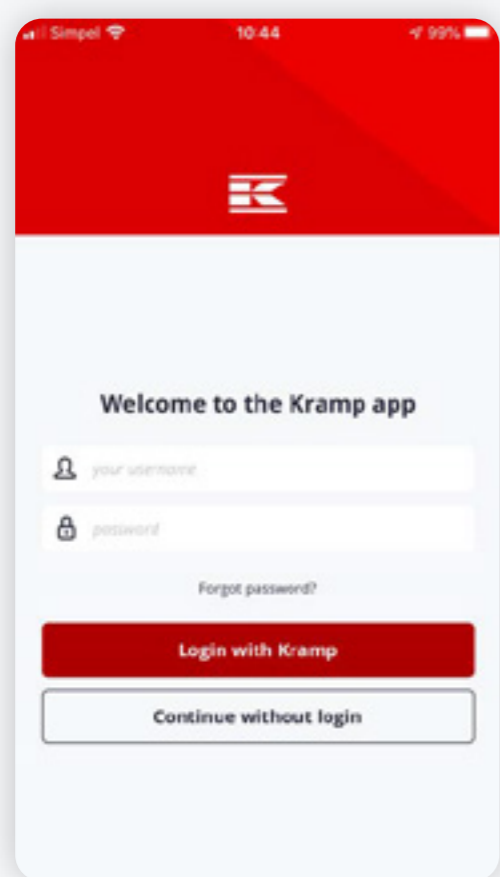 Simpel 10:44 99%
K
Welcome to the Kramp app
your username
password
Forgot password?
Login with Kramp
Continue without login